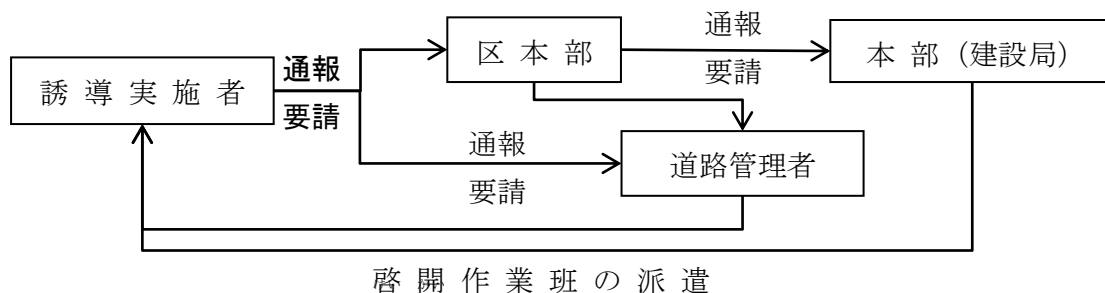 誘 導 実 施 者
通報
要請
区 本 部
通報
要請
本 部（建設局）
通報
要請
道路管理者
啓 開 作 業 班 の 派 遣